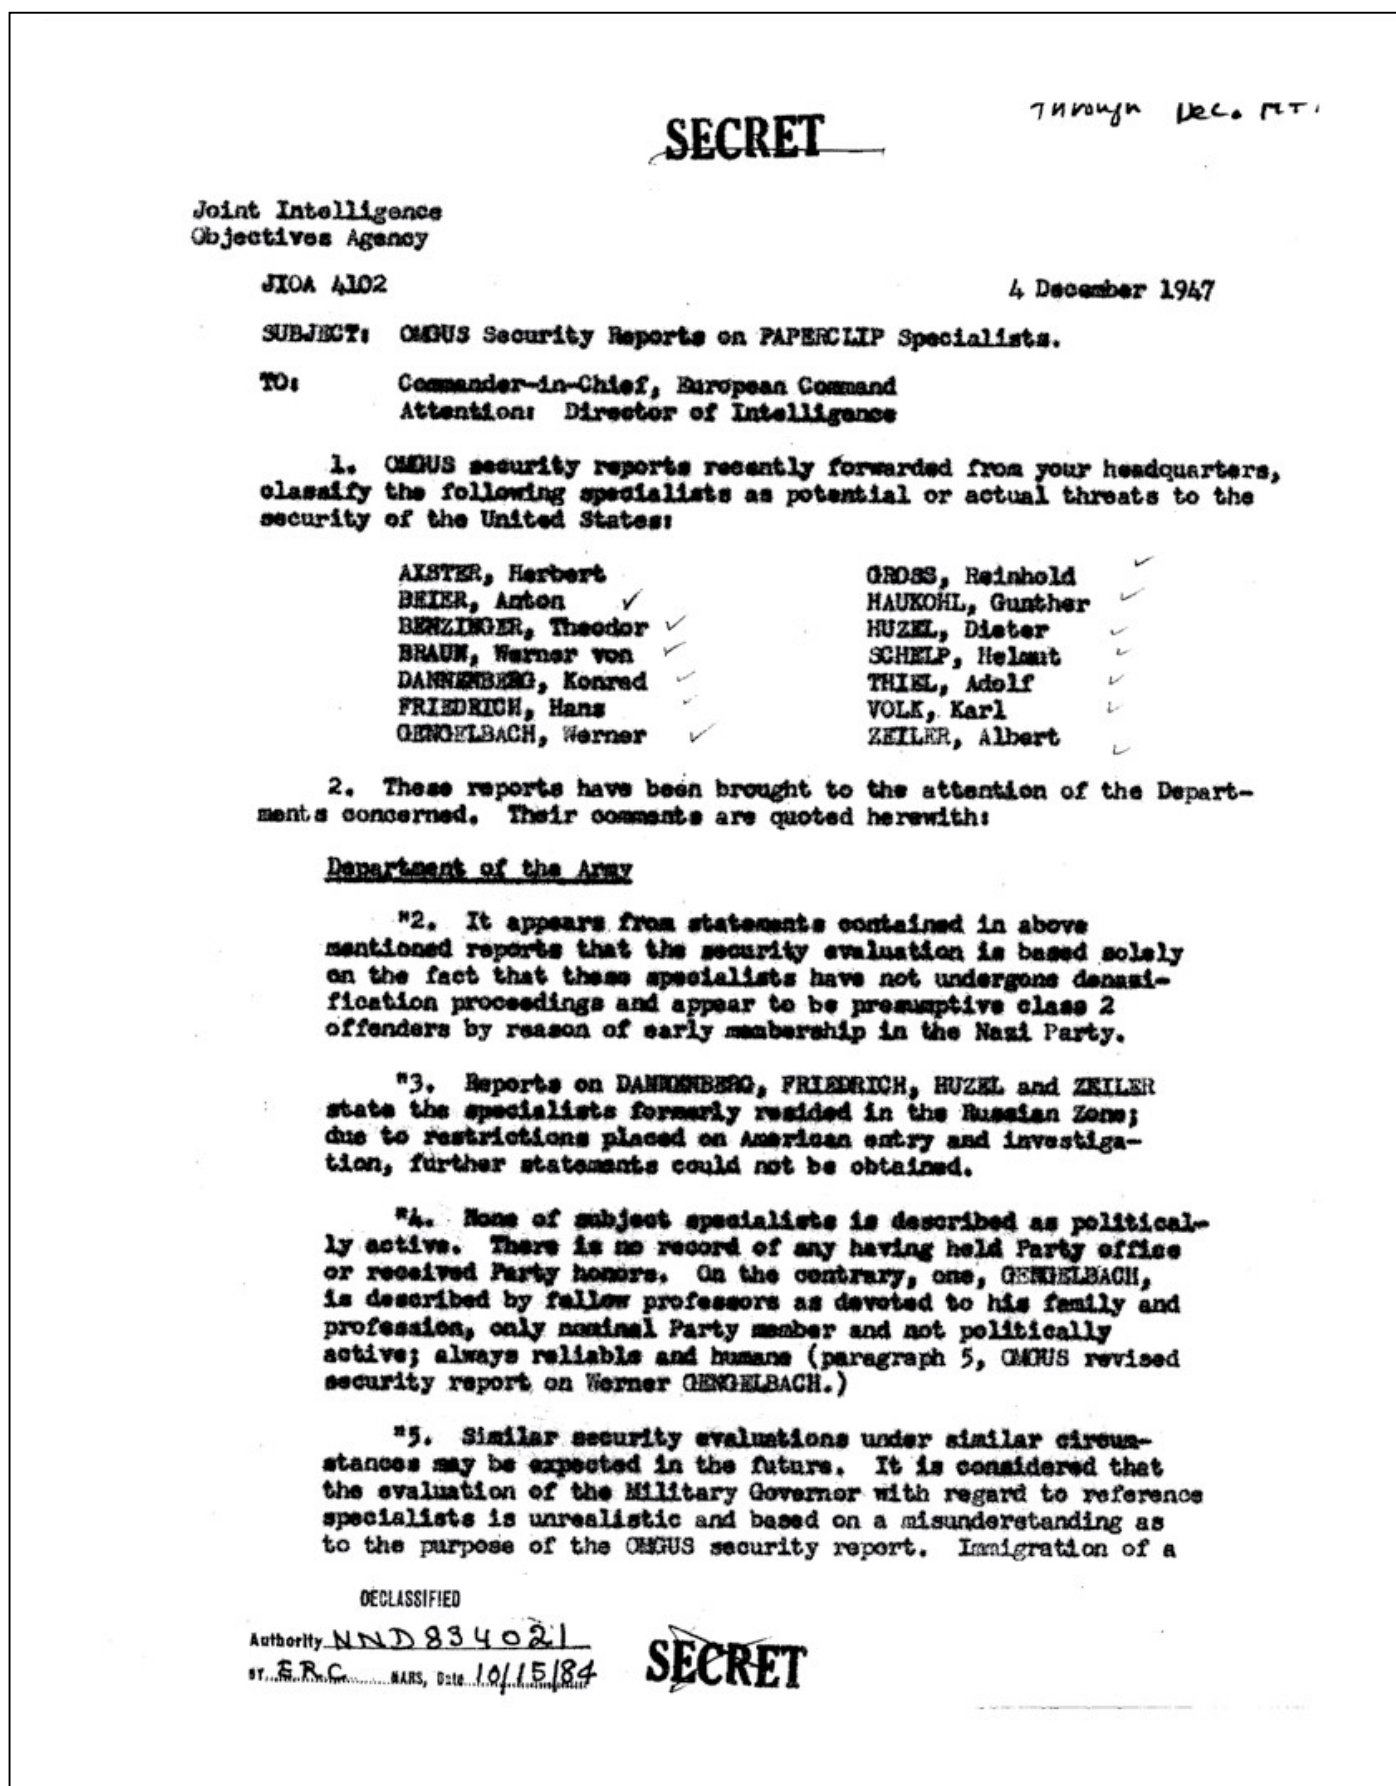 Through Dec.
SECRET
Joint Intelligence
Objectives Agency
JIOA 4102
4 December 1947
SUBJECT: OMGUS Security Reports on PAPERCLIP Specialists.
TO: Commander-in-Chief, European Command
Attention: Director of Intelligence
1. OMGUS security reports recently forwarded from your headquarters,
classify the following specialists as potential or actual threats to the
security of the United States:
AXSTER, Herbert
BEIER, Anton
BENZINGER, Theodor
BRAUN, Werner von
DANNENBERG, Konrad
FRIEDRICH, Hans
GENGELBACH, Werner
GROSS, Reinhold
HAUKOHL, Gunther
HUZEL, Dieter
SCHELP, Helmut
THIEL, Adolf
VOLK, Karl
ZEILER, Albert
2. These reports have been brought to the attention of the Depart-
ments concerned. Their comments are quoted herewith:
Department of the Army
"2. It appears from statements contained in above
mentioned reports that the security evaluation is based solely
on the fact that these specialists have not undergone denazi-
fication proceedings and appear to be presumptive class 2
offenders by reason of early membership in the Nazi Party.
"3. Reports on DANNENBERG, FRIEDRICH, HUZEL and ZEILER
state the specialists formerly resided in the Russian Zone;
due to restrictions placed on American entry and investiga-
tion, further statements could not be obtained.
"4. None of subject specialists is described as political-
ly active. There is no record of any having held Party office
or received Party honors. On the contrary, one, GENGELBACH,
is described by fellow professors as devoted to his family and
profession, only nominal Party member and not politically
active; always reliable and humane (paragraph 5, OMGUS revised
security report on Werner GENGELBACH.)
"5. Similar security evaluations under similar circum-
stances may be expected in the future. It is considered that
the evaluation of the Military Governor with regard to reference
specialists is unrealistic and based on a misunderstanding as
to the purpose of the OMGUS security report. Immigration of a
DECLASSIFIED
Authority NND 834021
BY E.R.C. NARS, Date 10/15/84
SECRET